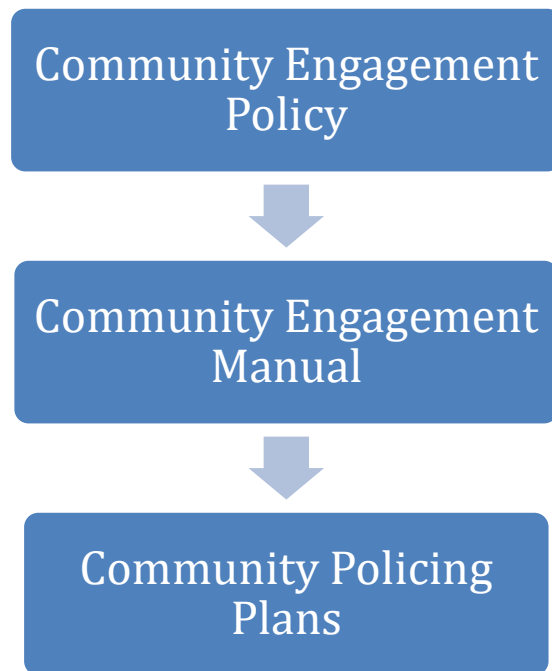 Community Engagement
Policy
Community Engagement
Manual
Community Policing
Plans